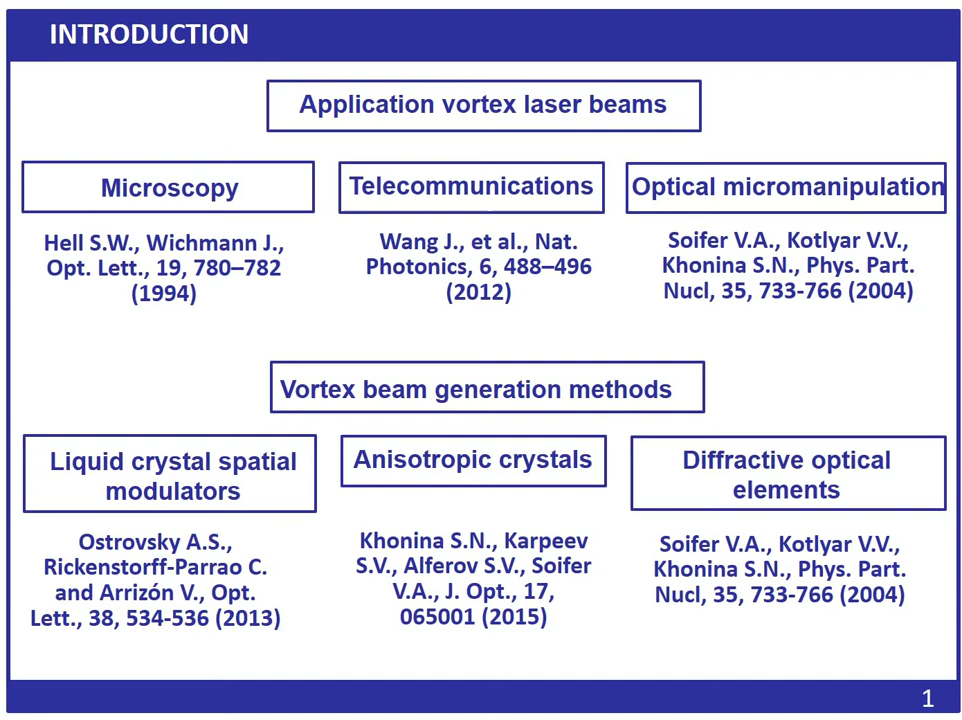 INTRODUCTION
Application vortex laser beams
Microscopy
Hell S.W., Wichmann J.,
Opt. Lett., 19, 780–782
(1994)
Telecommunications
Wang J., et al., Nat.
Photonics, 6, 488–496
(2012)
Optical micromanipulation
Soifer V.A., Kotlyar V.V.,
Khonina S.N., Phys. Part.
Nucl, 35, 733-766 (2004)
Vortex beam generation methods
Liquid crystal spatial
modulators
Ostrovsky A.S.,
Rickenstorff-Parrao C.
and Arrizón V., Opt.
Lett., 38, 534-536 (2013)
Anisotropic crystals
Khonina S.N., Karpeev
S.V., Alferov S.V., Soifer
V.A., J. Opt., 17,
065001 (2015)
Diffractive optical
elements
Soifer V.A., Kotlyar V.V.,
Khonina S.N., Phys. Part.
Nucl, 35, 733-766 (2004)
1